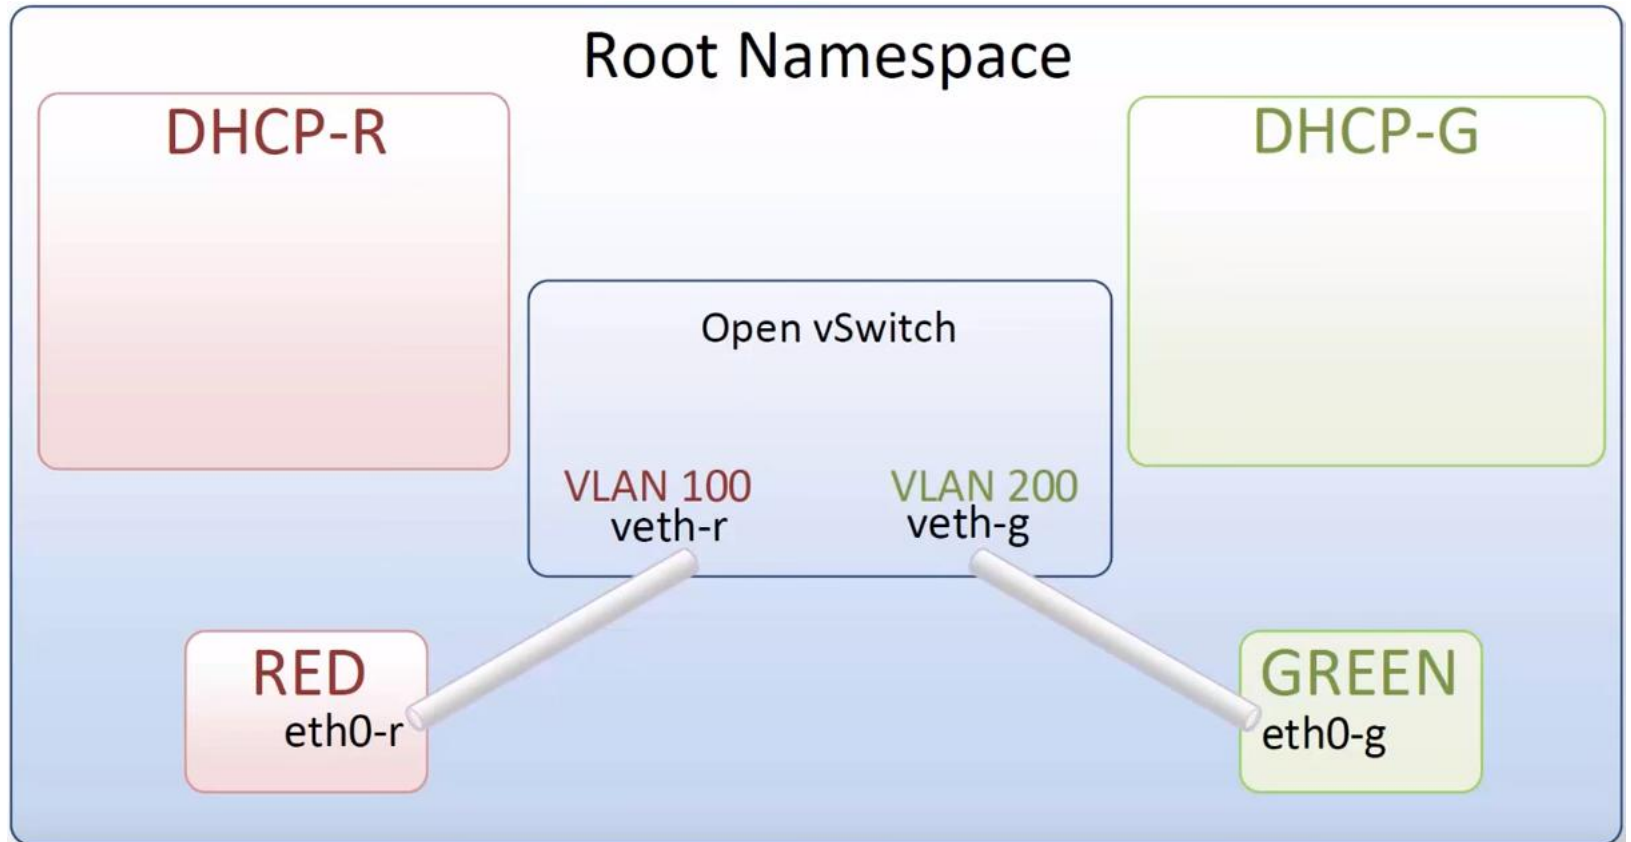 Root Namespace
DHCP-R
DHCP-G
Open vSwitch
VLAN 100
veth-r
VLAN 200
veth-g
RED
eth0-r
GREEN
eth0-g